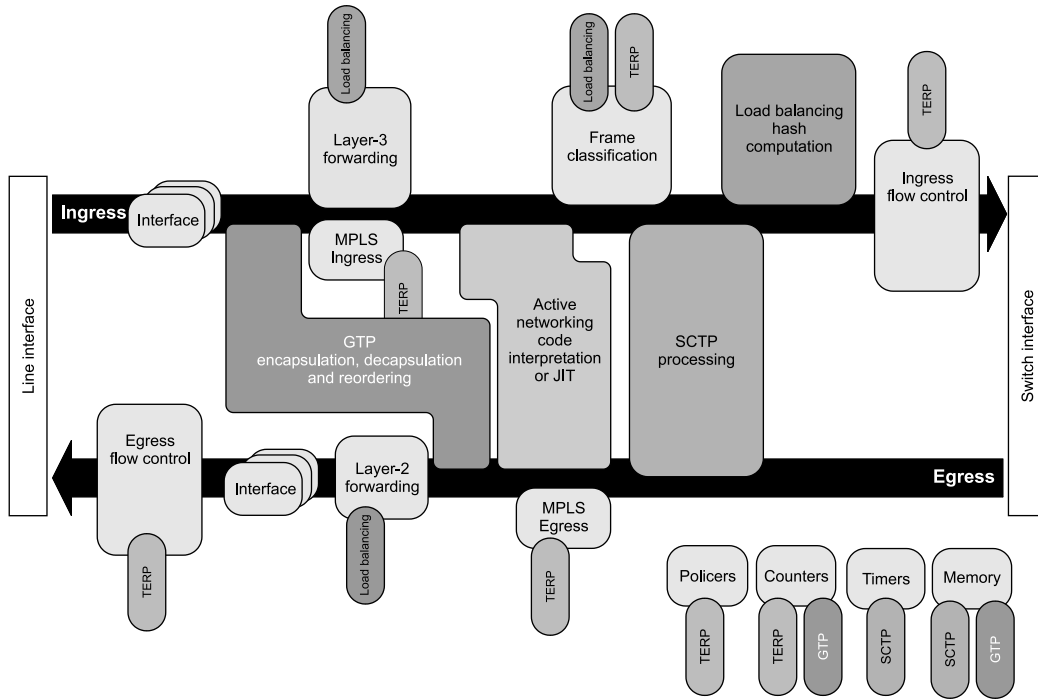 Load balancing
Load balancing
TERP
TERP
Layer-3
forwarding
Frame
classification
Load balancing
hash
computation
Ingress
flow control
Ingress
Interface
MPLS
Ingress
TERP
Line interface
Switch interface
GTP
encapsulation, decapsulation
and reordering
Active
networking
code
interpretation
or JIT
SCTP
processing
Egress
flow control
Interface
Layer-2
forwarding
Egress
MPLS
Egress
Load balancing
TERP
TERP
Policers
Counters
Timers
Memory
TERP
TERP
GTP
SCTP
SCTP
GTP